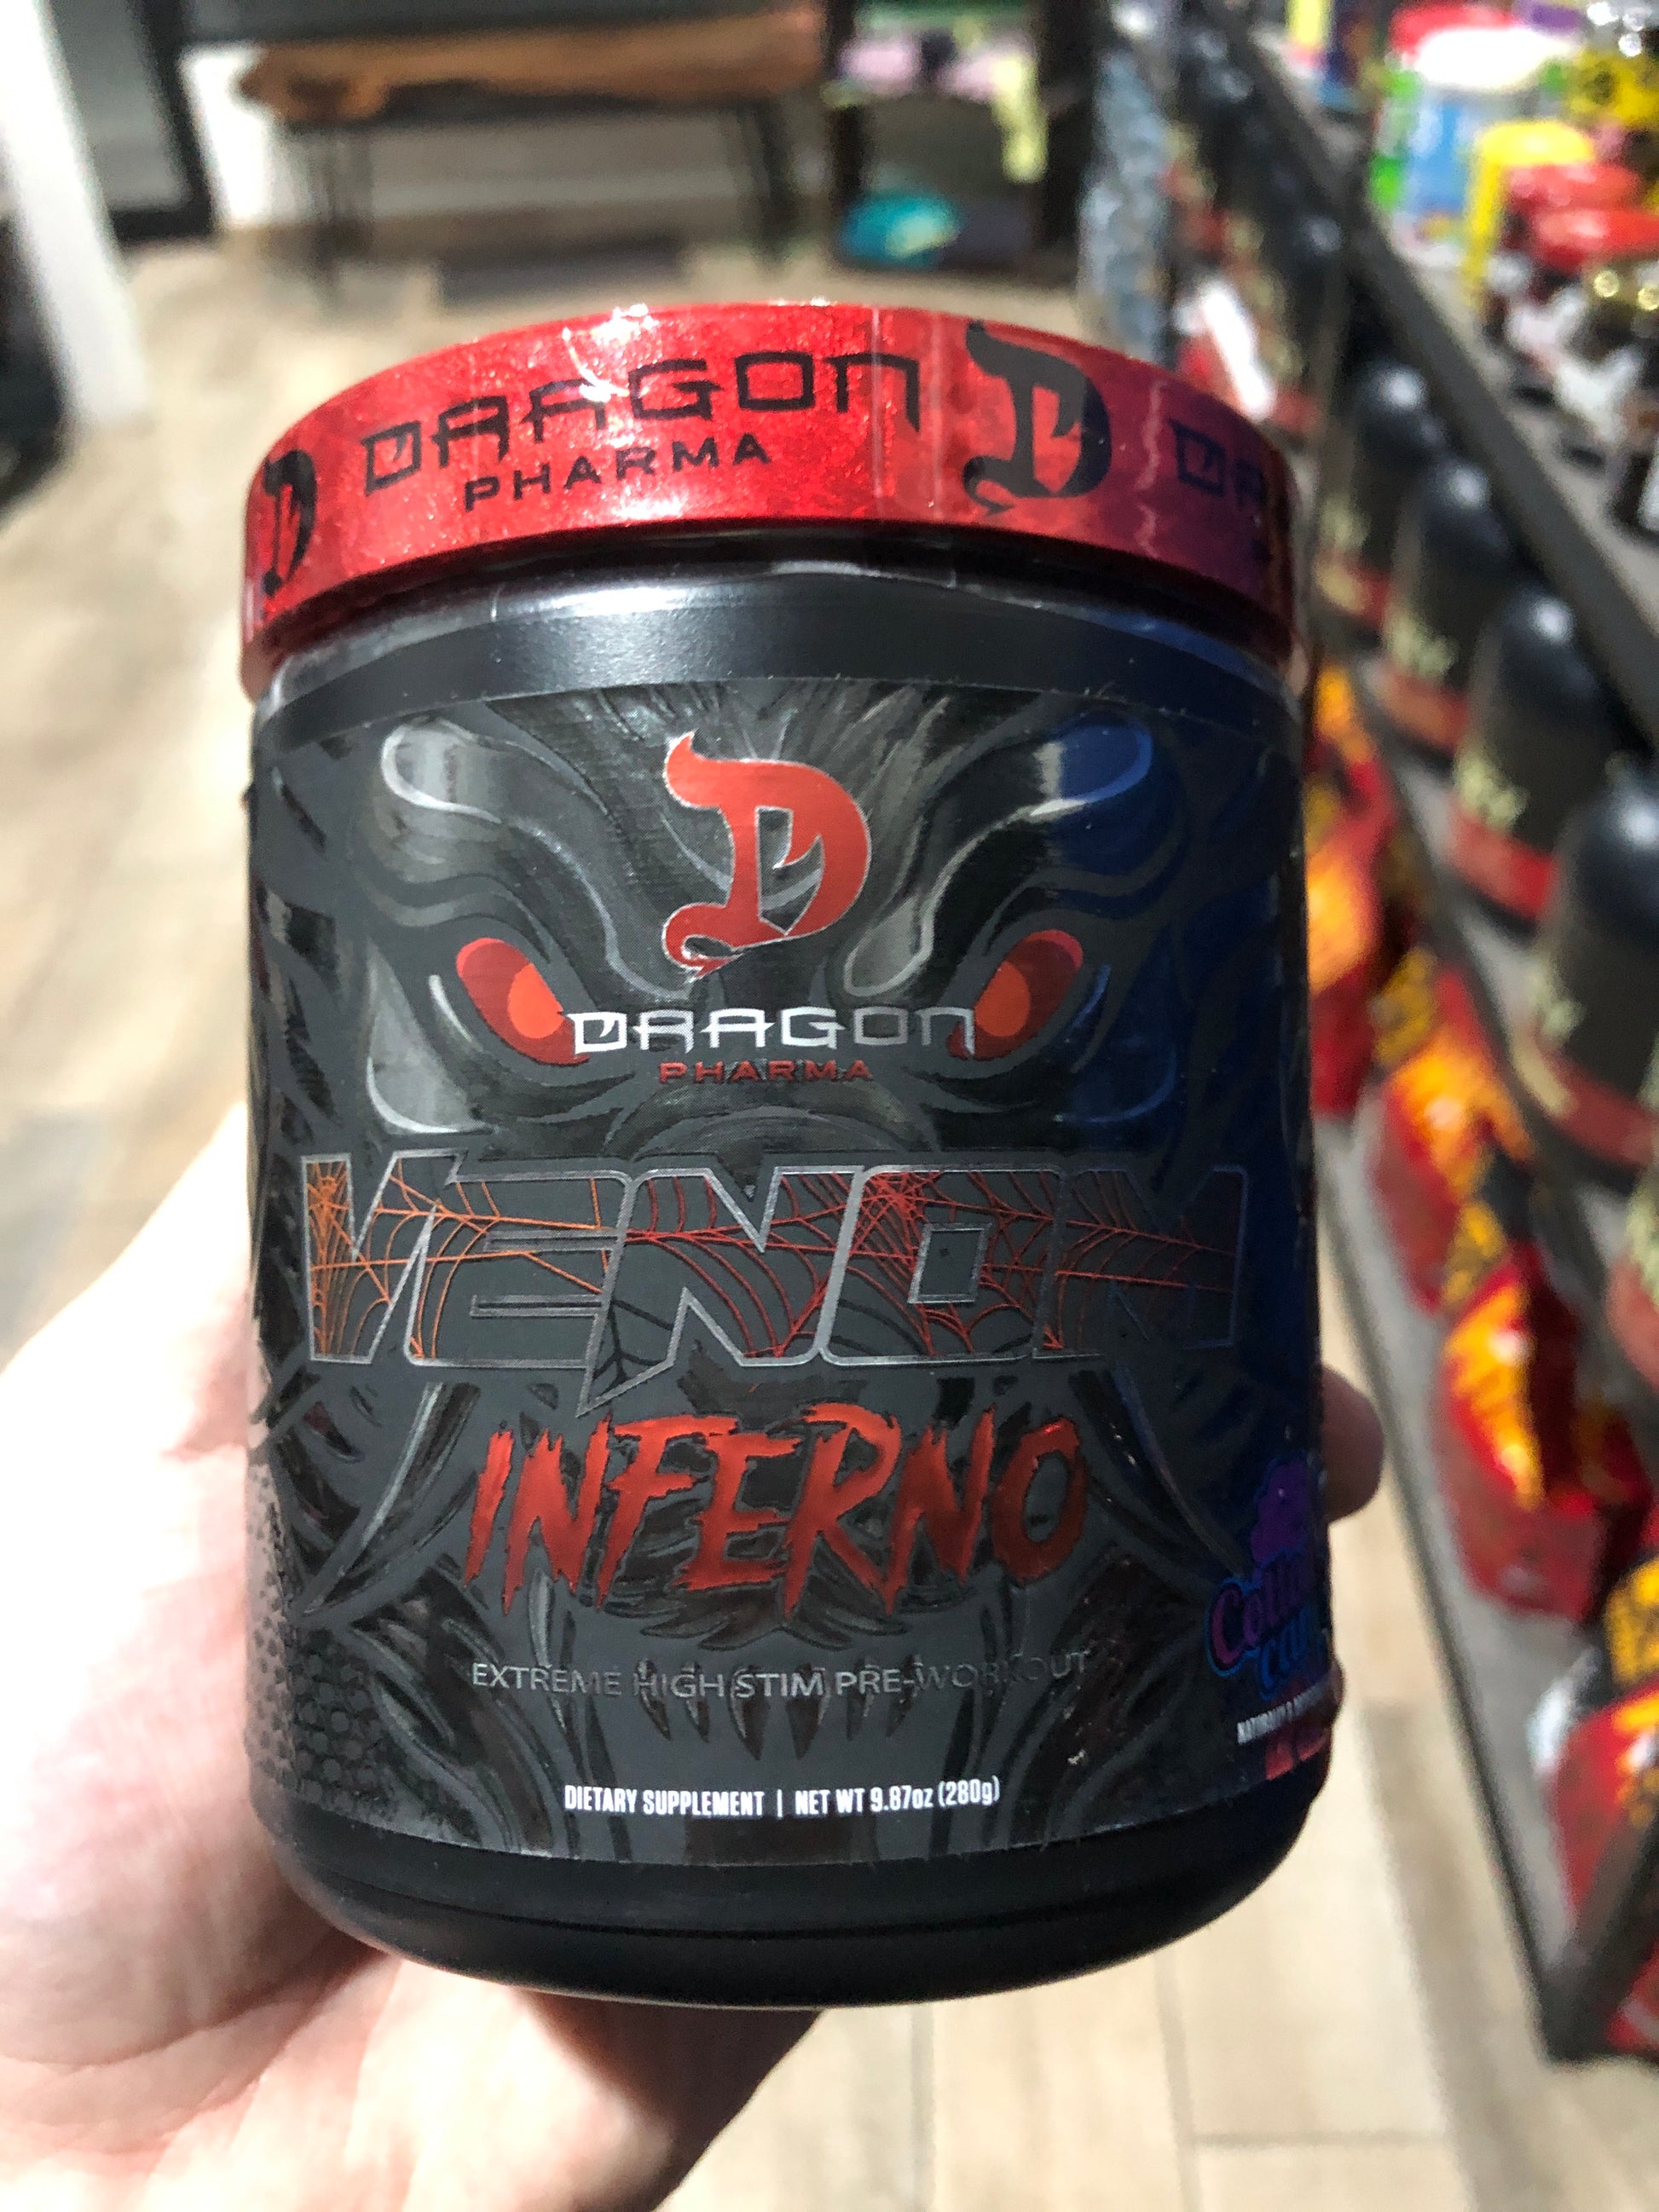 DRAGON
PHARMA
D
DRAGON
PHARMA
VENOM
INFERNO
EXTREME HIGH STIM PRE-WORKOUT
DIETARY SUPPLEMENT | NET WT 9.87oz (280g)